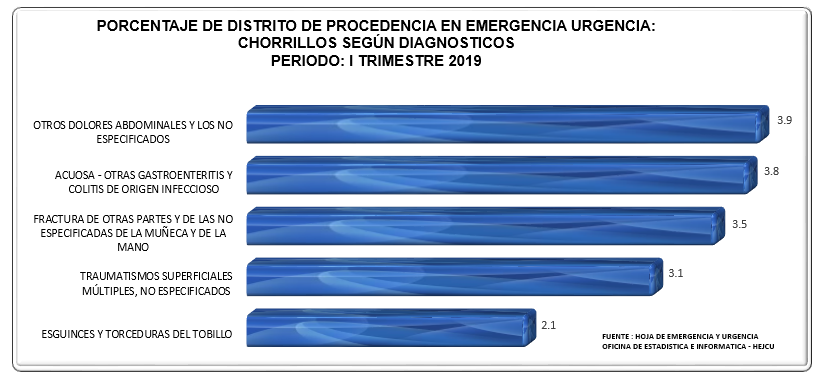 PORCENTAJE DE DISTRITO DE PROCEDENCIA EN EMERGENCIA URGENCIA:
CHORRILLOS SEGÚN DIAGNOSTICOS
PERIODO: I TRIMESTRE 2019
OTROS DOLORES ABDOMINALES Y LOS NO
ESPECIFICADOS
3.9
ACUOSA - OTRAS GASTROENTERITIS Y
COLITIS DE ORIGEN INFECCIOSO
3.8
FRACTURA DE OTRAS PARTES Y DE LAS NO
ESPECIFICADAS DE LA MUÑECA Y DE LA
MANO
3.5
TRAUMATISMOS SUPERFICIALES
MÚLTIPLES, NO ESPECIFICADOS
3.1
ESGUINCES Y TORCEDURAS DEL TOBILLO
2.1
FUENTE : HOJA DE EMERGENCIA Y URGENCIA
OFICINA DE ESTADISTICA E INFORMATICA - HEJCU